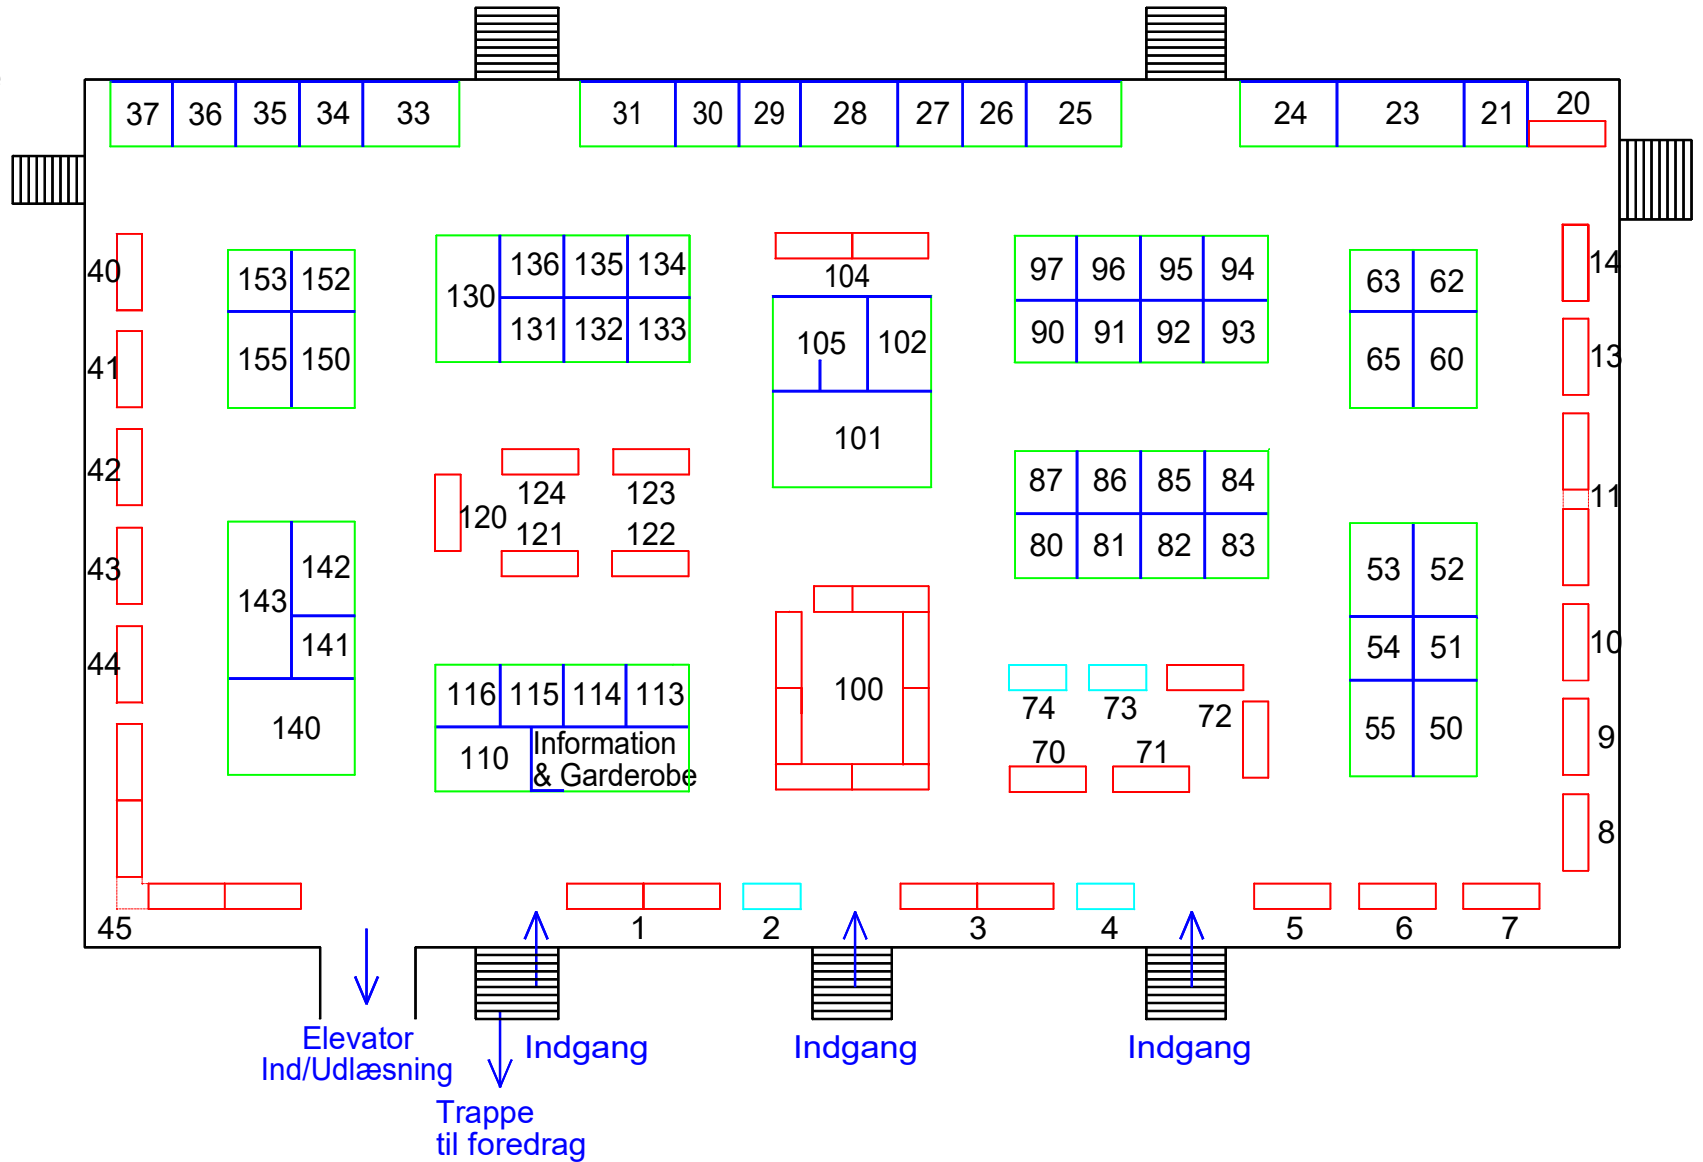 37 36 35 34 33 31 30 29 28 27 26 25 24 23 21 20
40 153 152 130 136 135 134 104 97 96 95 94 63 62 14
41 155 150 131 132 133 105 102 90 91 92 93 65 60 13
101
42 124 123 87 86 85 84 11
120 121 122 80 81 82 83
43 143 142 53 52
44 141 116 115 114 113 100 74 73 72 54 51 10
140 110 Information 70 71 55 50 9
& Garderobe
8
45 1 2 3 4 5 6 7
Elevator
Ind/Udlæsning
Indgang Indgang Indgang
Trappe
til foredrag